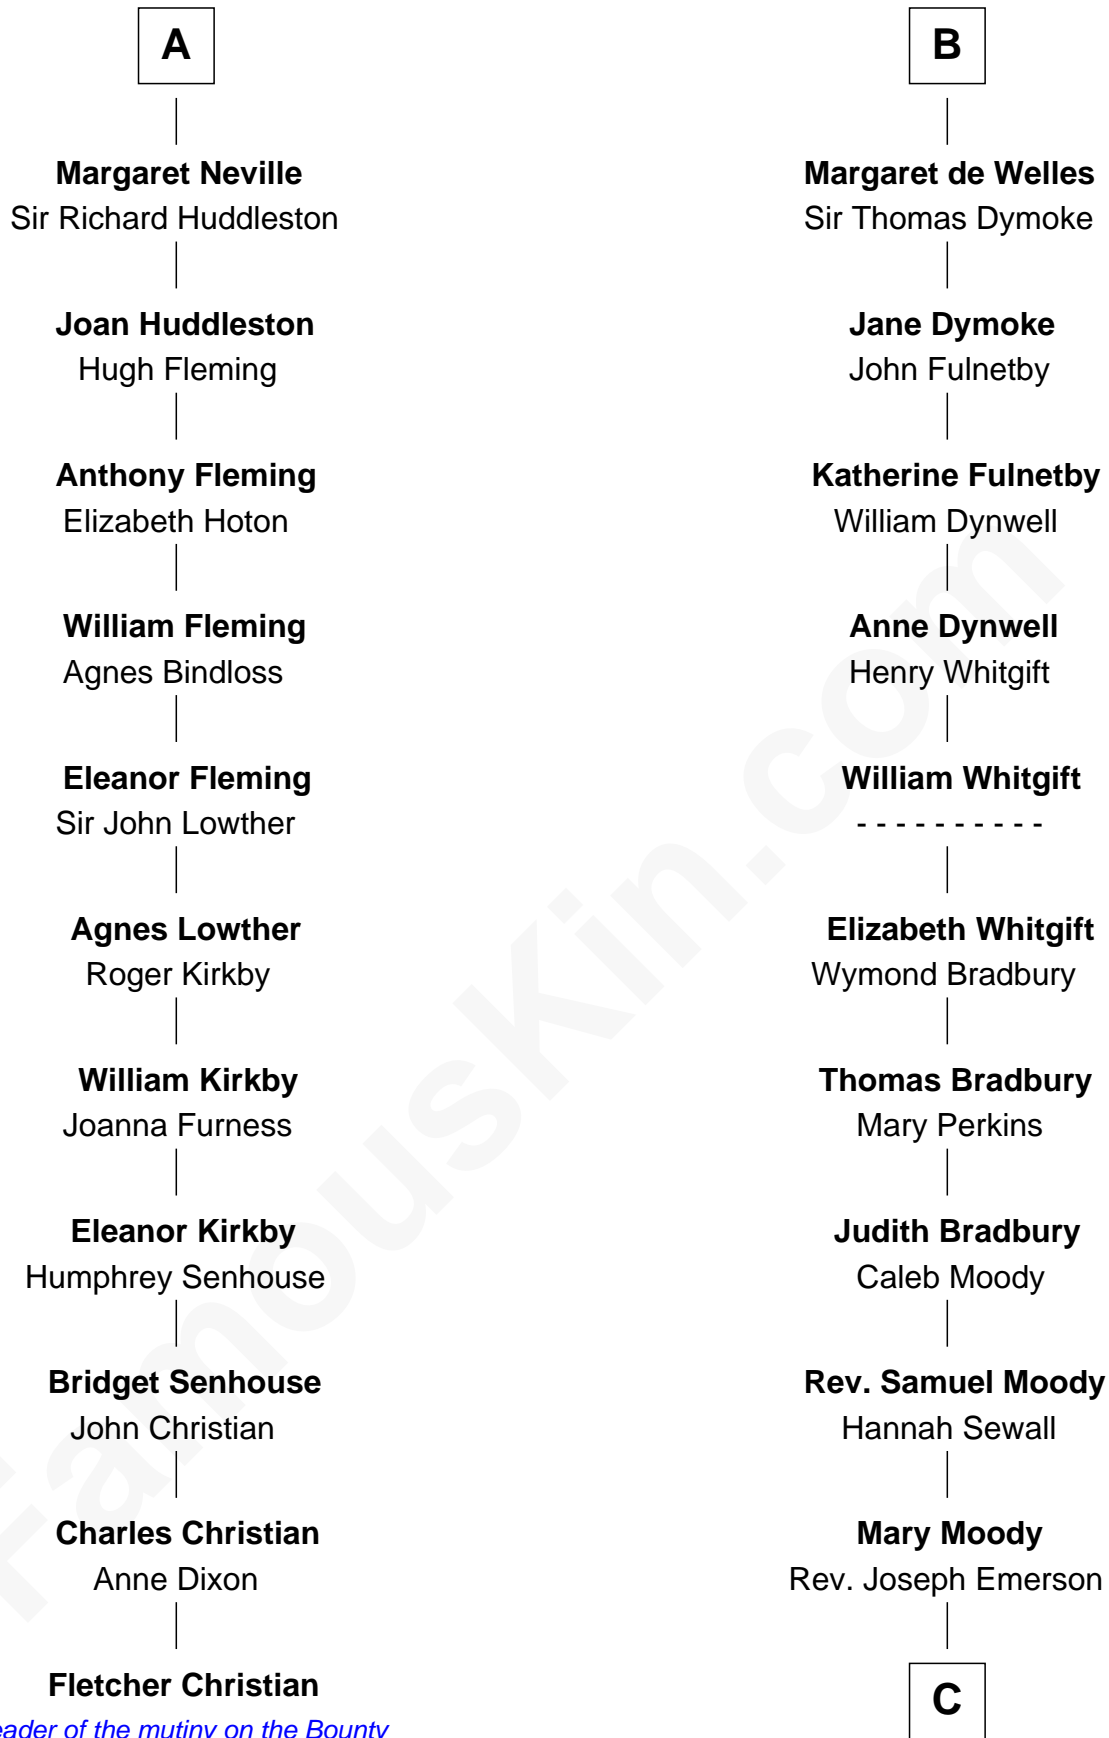 A
Margaret Neville
Sir Richard Huddleston
Joan Huddleston
Hugh Fleming
Anthony Fleming
Elizabeth Hoton
William Fleming
Agnes Bindloss
Eleanor Fleming
Sir John Lowther
Agnes Lowther
Roger Kirkby
William Kirkby
Joanna Furness
Eleanor Kirkby
Humphrey Senhouse
Bridget Senhouse
John Christian
Charles Christian
Anne Dixon
Fletcher Christian
eader of the mutiny on the Bounty
B
Margaret de Welles
Sir Thomas Dymoke
Jane Dymoke
John Fulnetby
Katherine Fulnetby
William Dynwell
Anne Dynwell
Henry Whitgift
William Whitgift
- - - - - - - - - -
Elizabeth Whitgift
Wymond Bradbury
Thomas Bradbury
Mary Perkins
Judith Bradbury
Caleb Moody
Rev. Samuel Moody
Hannah Sewall
Mary Moody
Rev. Joseph Emerson
C
FamousKin.com